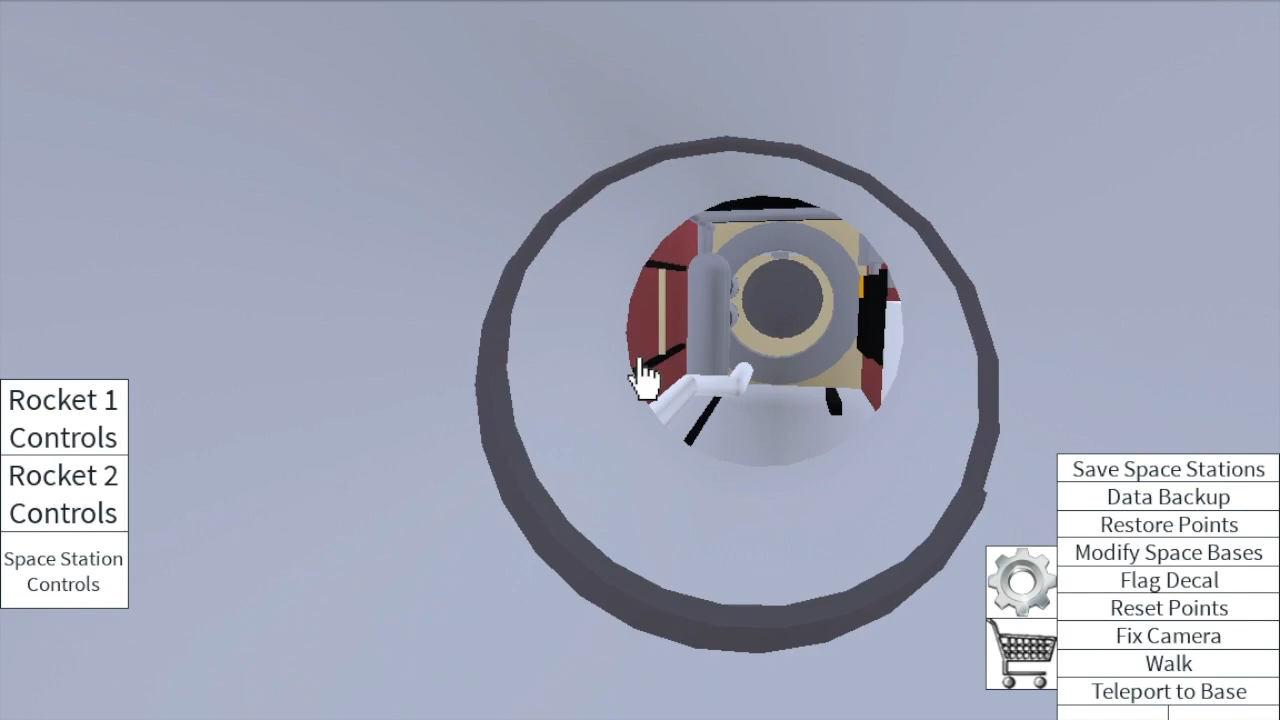 Rocket 1
Controls
Rocket 2
Controls
Space Station
Controls
Save Space Stations
Data Backup
Restore Points
Modify Space Bases
Flag Decal
Reset Points
Fix Camera
Walk
Teleport to Base